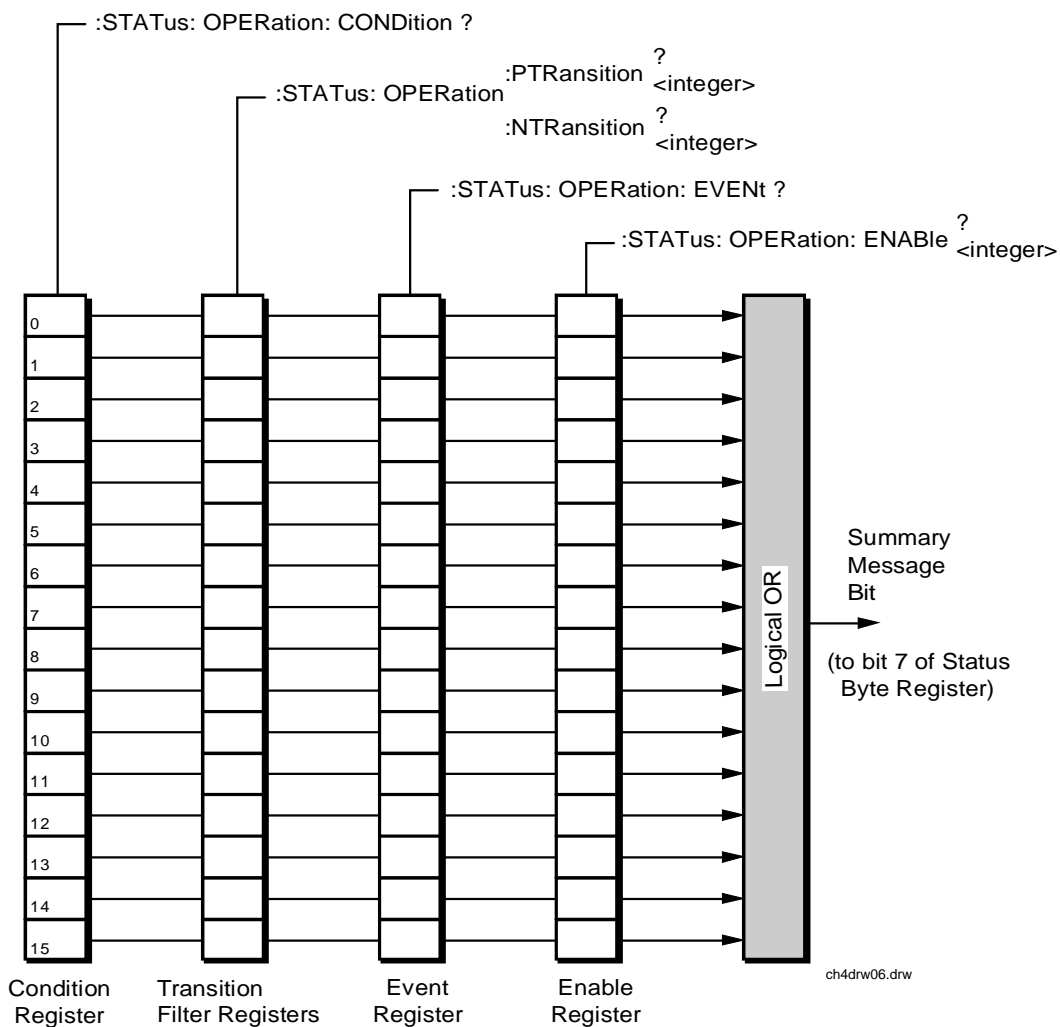 :STATus: OPERation: CONDition ?
:STATus: OPERation
:PTRansition ?
<integer>
:NTRansition ?
<integer>
:STATus: OPERation: EVENt ?
:STATus: OPERation: ENABle ?
<integer>
0
1
2
3
4
5
6
7
8
9
10
11
12
13
14
15
Logical OR
Summary
Message
Bit
(to bit 7 of Status
Byte Register)
ch4drw06.drw
Condition
Register
Transition
Filter Registers
Event
Register
Enable
Register